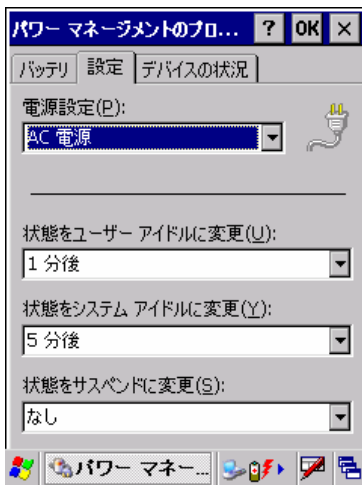 パワー マネージメントのプロ... ? OK ×
バッテリ 設定 デバイスの状況
電源設定(P):
AC 電源
状態をユーザー アイドルに変更(U):
1 分後
状態をシステム アイドルに変更(Y):
5 分後
状態をサスペンドに変更(S):
なし
パワー マネー...